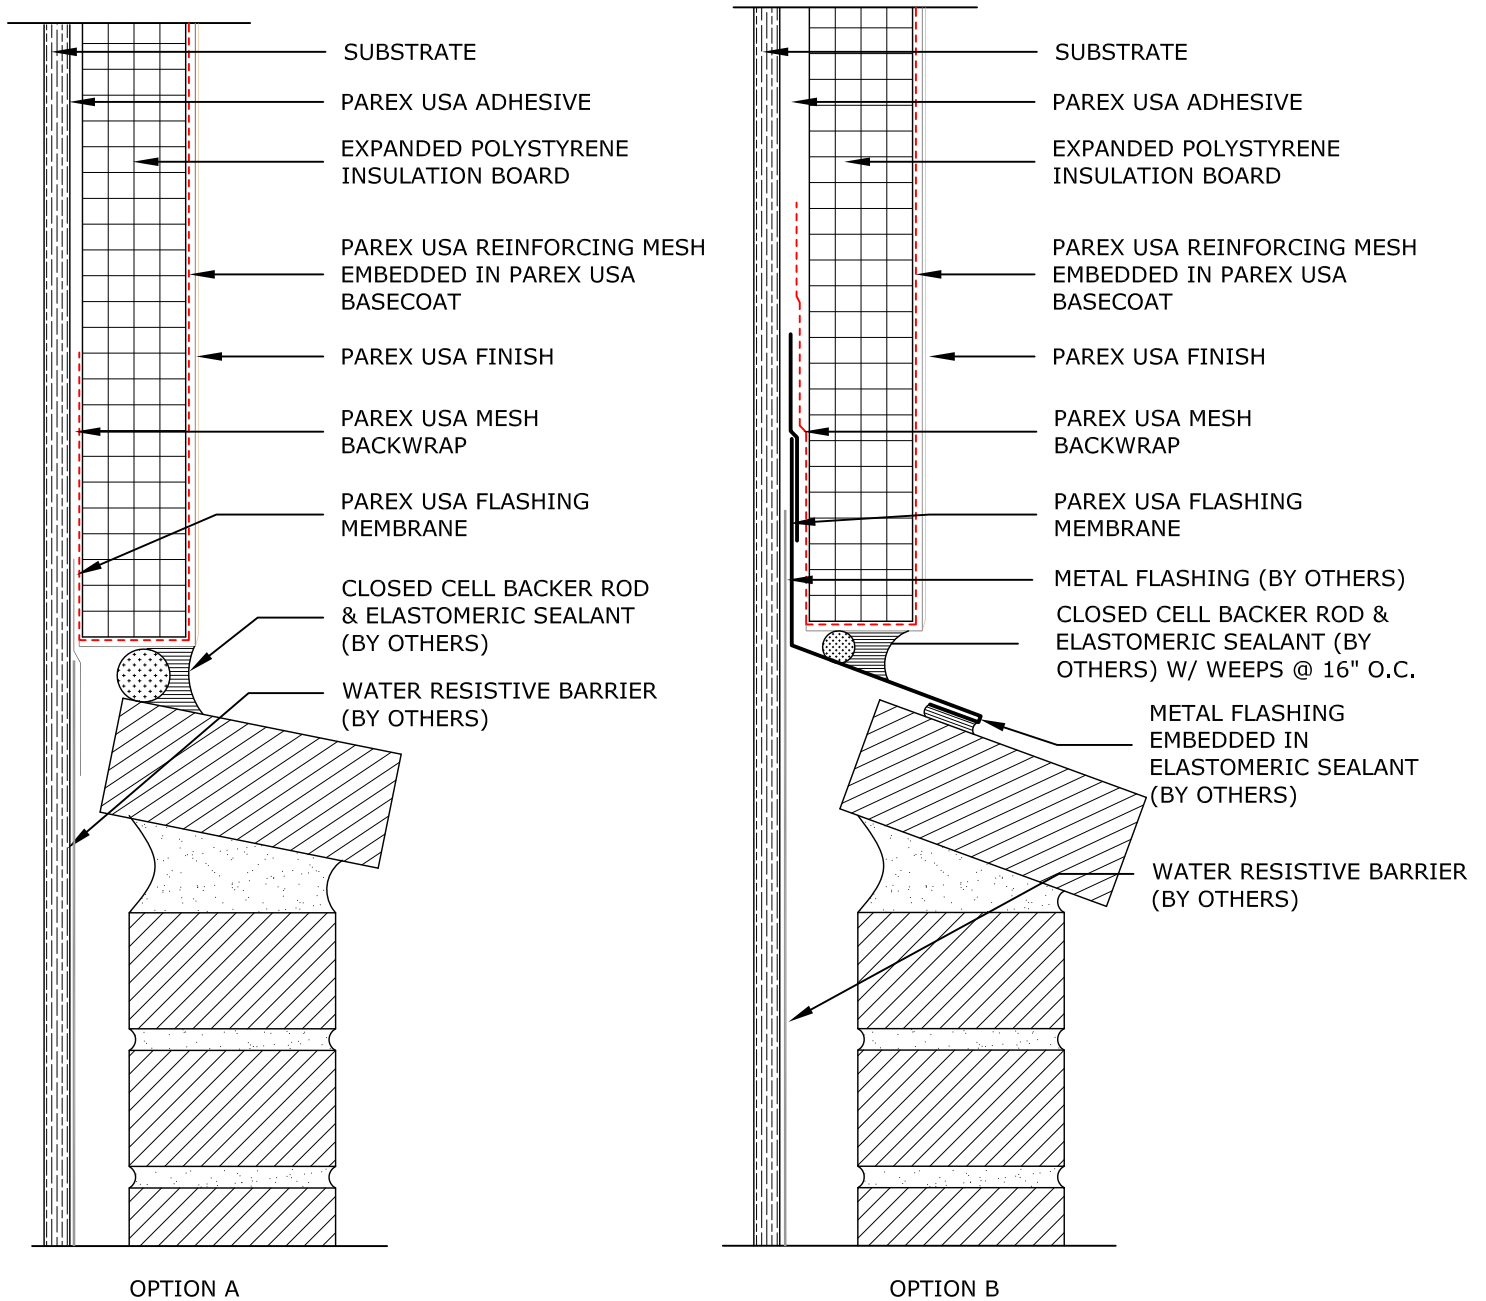 SUBSTRATE
PAREX USA ADHESIVE
EXPANDED POLYSTYRENE
INSULATION BOARD
PAREX USA REINFORCING MESH
EMBEDDED IN PAREX USA
BASECOAT
PAREX USA FINISH
PAREX USA MESH
BACKWRAP
PAREX USA FLASHING
MEMBRANE
CLOSED CELL BACKER ROD
& ELASTOMERIC SEALANT
(BY OTHERS)
WATER RESISTIVE BARRIER
(BY OTHERS)
OPTION A
SUBSTRATE
PAREX USA ADHESIVE
EXPANDED POLYSTYRENE
INSULATION BOARD
PAREX USA REINFORCING MESH
EMBEDDED IN PAREX USA
BASECOAT
PAREX USA FINISH
PAREX USA MESH
BACKWRAP
PAREX USA FLASHING
MEMBRANE
METAL FLASHING (BY OTHERS)
CLOSED CELL BACKER ROD &
ELASTOMERIC SEALANT (BY
OTHERS) W/ WEEPS @ 16" O.C.
METAL FLASHING
EMBEDDED IN
ELASTOMERIC SEALANT
(BY OTHERS)
WATER RESISTIVE BARRIER
(BY OTHERS)
OPTION B